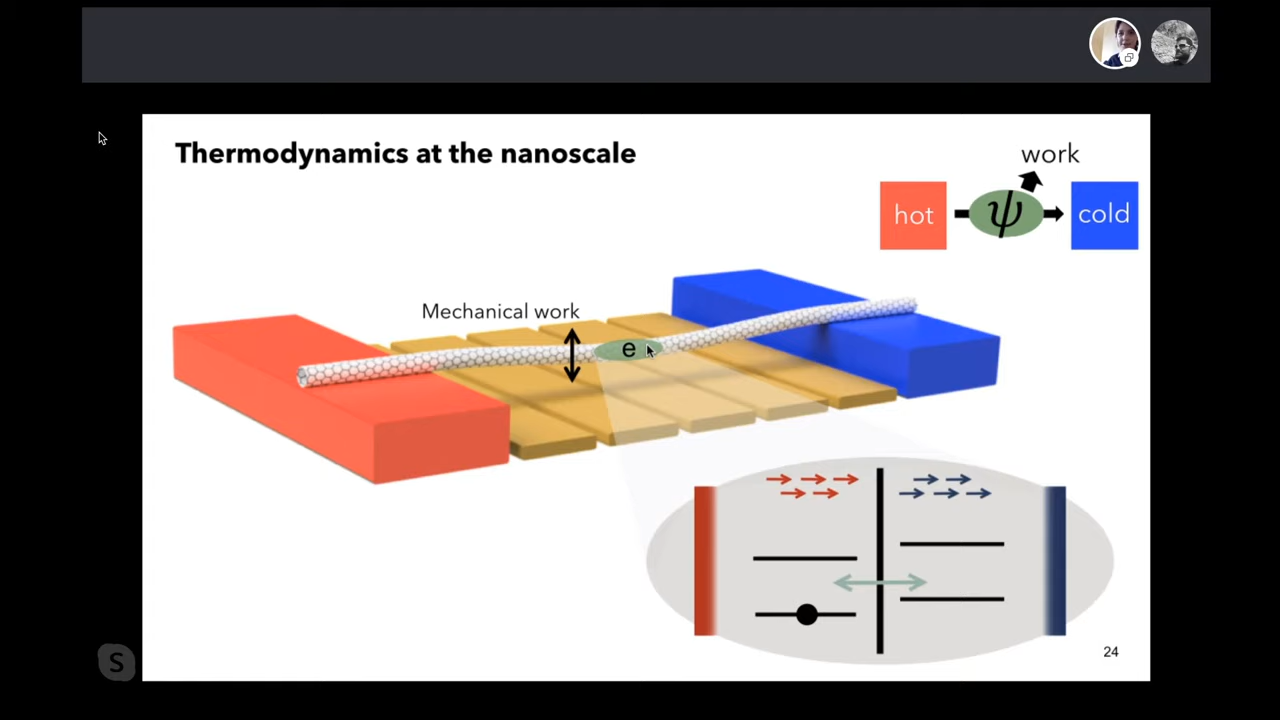 Thermodynamics at the nanoscale
work
hot
ψ
cold
Mechanical work
e
24
S